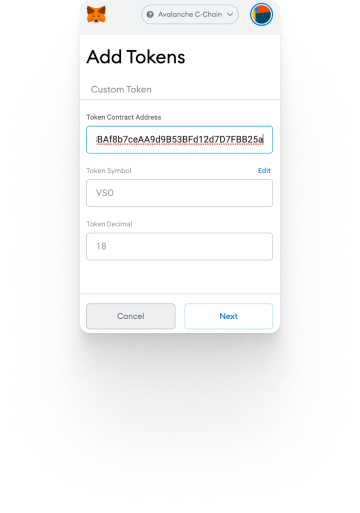 Avalanche C-Chain
Add Tokens
Custom Token
Token Contract Address
BAf8b7ceAA9d9B53BFd12d7D7FBB25a
Token Symbol
Edit
VSO
Token Decimal
18
Cancel
Next